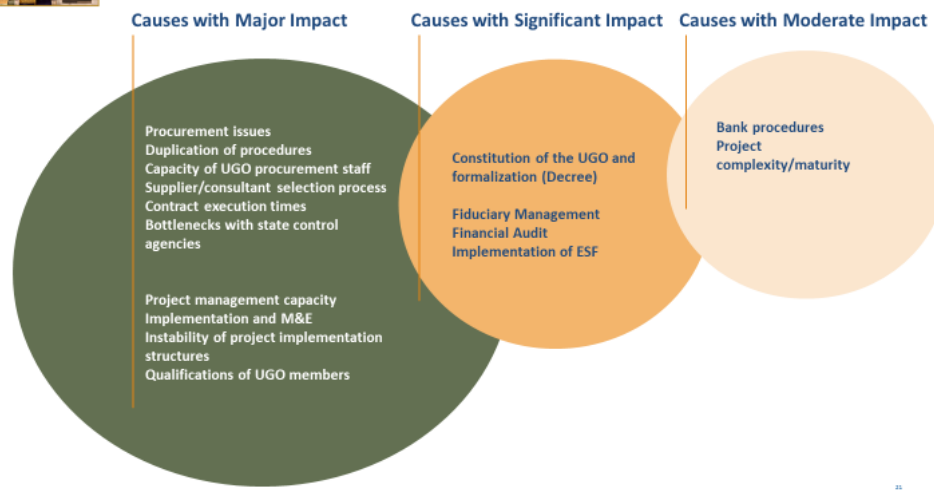 Causes with Major Impact
Causes with Significant Impact
Causes with Moderate Impact
Procurement issues
Duplication of procedures
Capacity of UGO procurement staff
Supplier/consultant selection process
Contract execution times
Bottlenecks with state control
agencies
Project management capacity
Implementation and M&E
Instability of project implementation
structures
Qualifications of UGO members
Constitution of the UGO and
formalization (Decree)
Fiduciary Management
Financial Audit
Implementation of ESF
Bank procedures
Project
complexity/maturity